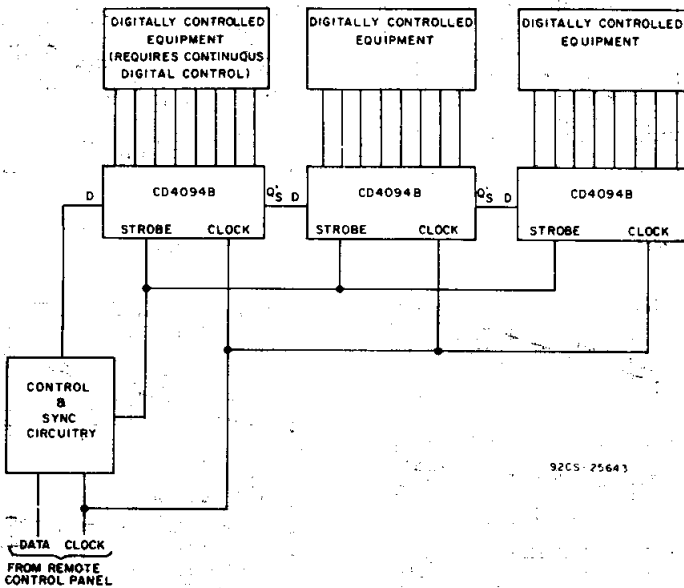 DIGITALLY CONTROLLED
EQUIPMENT
(REQUIRES CONTINUOUS
DIGITAL CONTROL)
DIGITALLY CONTROLLED
EQUIPMENT
DIGITALLY CONTROLLED
EQUIPMENT
D
CD4094B
STROBE CLOCK
Q'S D
CD4094B
STROBE CLOCK
Q'S D
CD4094B
STROBE CLOCK
CONTROL
&
SYNC
CIRCUITRY
92CS-25643
DATA CLOCK
FROM REMOTE
CONTROL PANEL